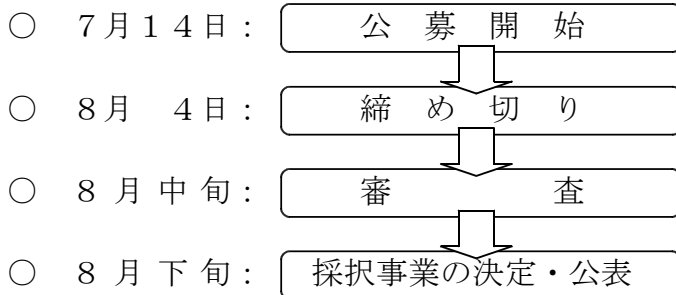 ○ 7月14日: 公募開始
○ 8月 4日: 締め切り
○ 8月中旬: 審査
○ 8月下旬: 採択事業の決定・公表